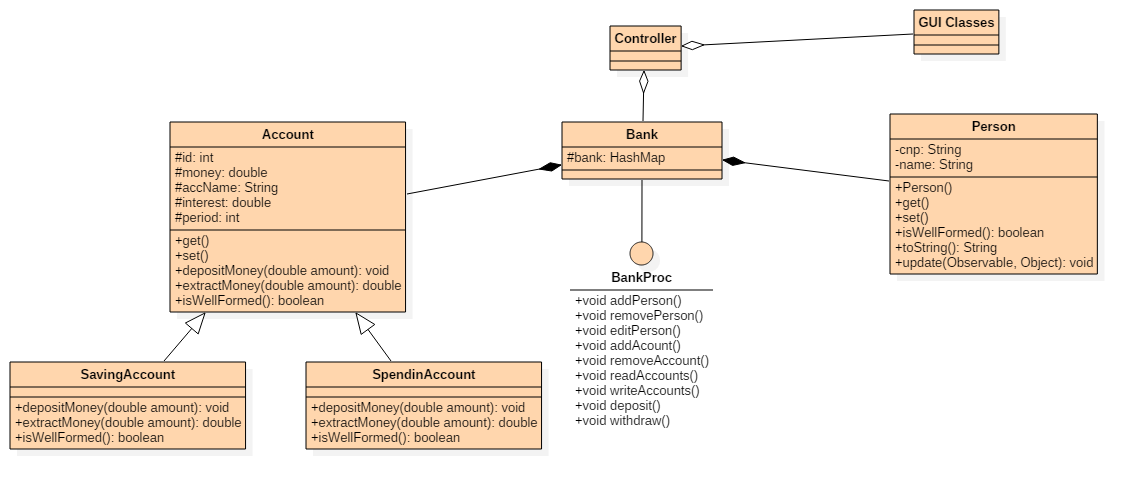 Controller
GUI Classes
Account
#id: int
#money: double
#accName: String
#interest: double
#period: int
+get()
+set()
+depositMoney(double amount): void
+extractMoney(double amount): double
+isWellFormed(): boolean
Bank
#bank: HashMap
Person
-cnp: String
-name: String
+Person()
+get()
+set()
+isWellFormed(): boolean
+toString(): String
+update(Observable, Object): void
BankProc
+void addPerson()
+void removePerson()
+void editPerson()
+void addAcount()
+void removeAccount()
+void readAccounts()
+void writeAccounts()
+void deposit()
+void withdraw()
SavingAccount
+depositMoney(double amount): void
+extractMoney(double amount): double
+isWellFormed(): boolean
SpendinAccount
+depositMoney(double amount): void
+extractMoney(double amount): double
+isWellFormed(): boolean